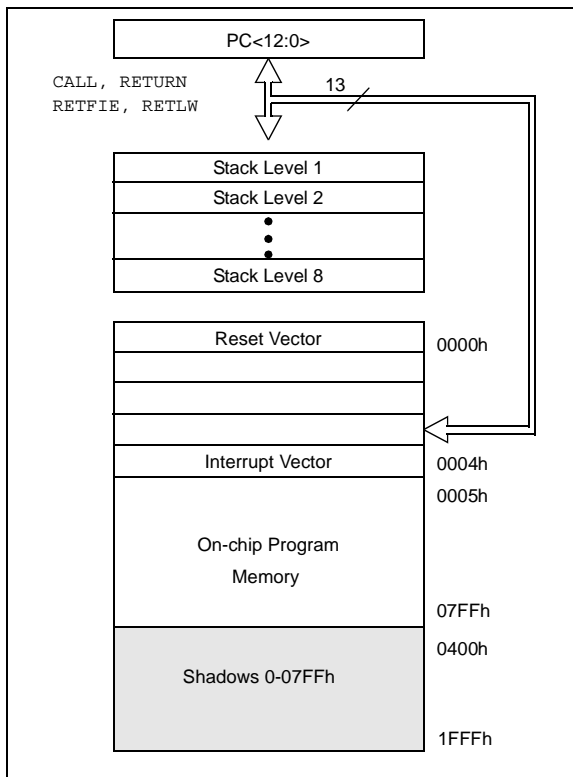 PC<12:0>
CALL, RETURN
RETFIE, RETLW
13
Stack Level 1
Stack Level 2
Stack Level 8
Reset Vector
0000h
Interrupt Vector
0004h
0005h
On-chip Program
Memory
07FFh
0400h
Shadows 0-07FFh
1FFFh